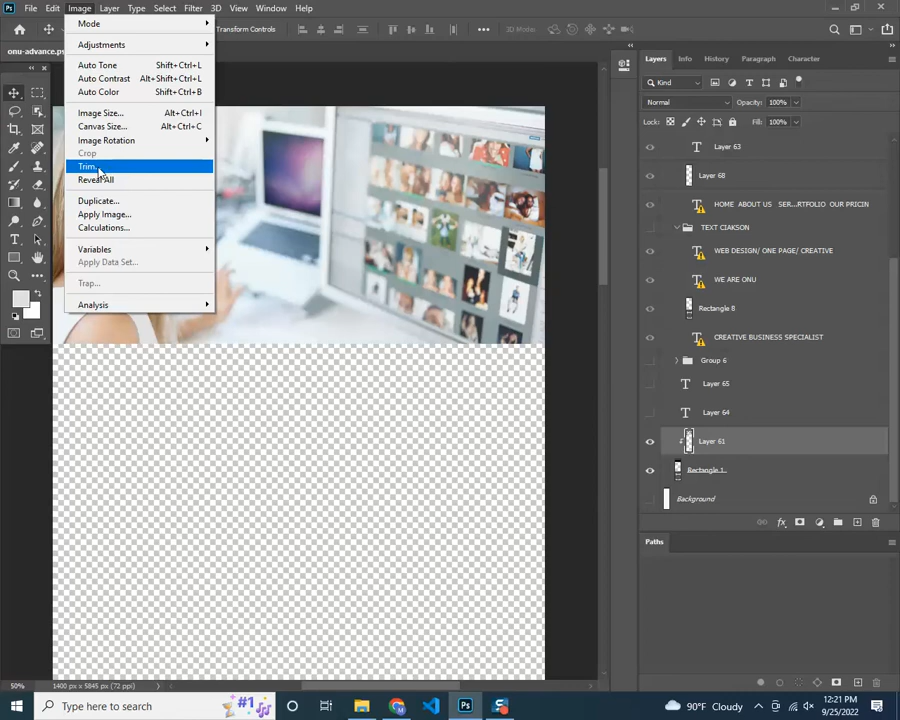 Ps File Edit Image Layer Type Select Filter 3D View Window Help
Transform Controls 3D Mode
onu-advance.ps
Mode
Adjustments
Auto Tone Shift+Ctrl+L
Auto Contrast Alt+Shift+Ctrl+L
Auto Color Shift+Ctrl+B
Image Size... Alt+Ctrl+I
Canvas Size... Alt+Ctrl+C
Image Rotation
Crop
Trim...
Reveal All
Duplicate...
Apply Image...
Calculations...
Variables
Apply Data Set...
Trap...
Analysis
Layers Info History Paragraph Character
Kind
Normal Opacity: 100%
Lock: Fill: 100%
Layer 63
Layer 68
HOME ABOUT US SER...RTFOLIO OUR PRICIN
TEXT CIAKSON
WEB DESIGN/ ONE PAGE/ CREATIVE
WE ARE ONU
Rectangle 8
CREATIVE BUSINESS SPECIALIST
Group 6
Layer 65
Layer 64
Layer 61
Rectangle 1
Background
Paths
50% 1400 px x 5845 px (72 ppi)
Type here to search
#1
Ps
90°F Cloudy
12:21 PM
9/25/2022